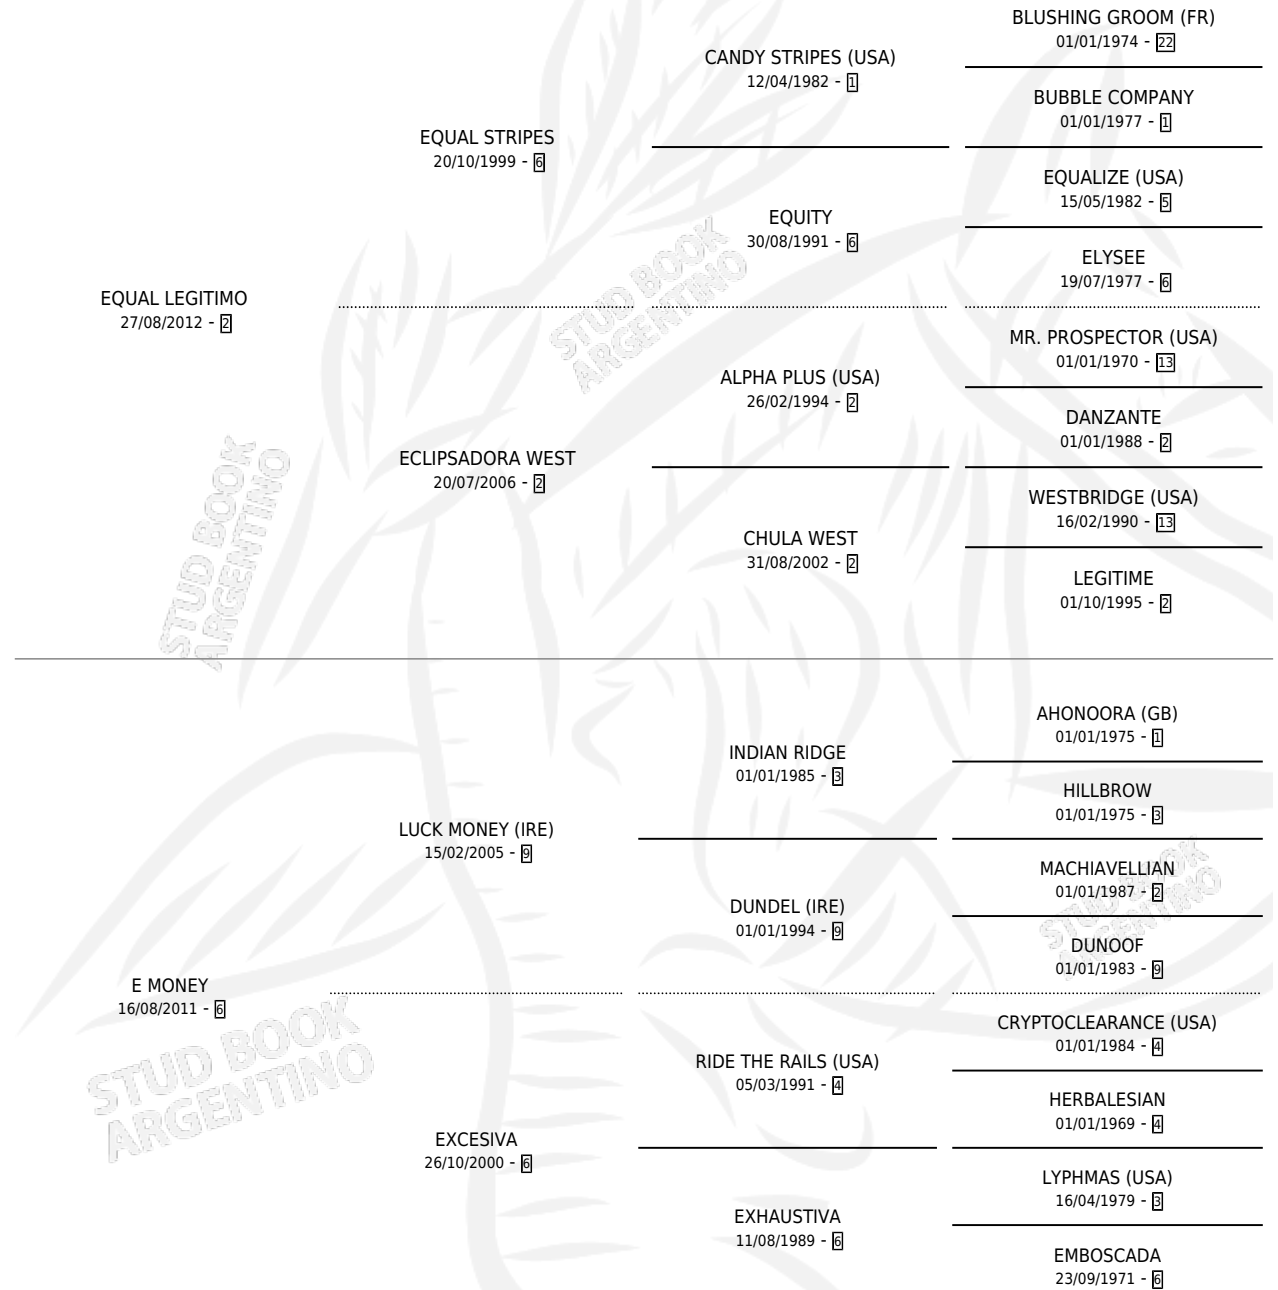 BLUSHING GROOM (FR)
01/01/1974 - 22
CANDY STRIPES (USA)
12/04/1982 - 1
BUBBLE COMPANY
01/01/1977 - 1
EQUAL STRIPES
20/10/1999 - 6
EQUALIZE (USA)
15/05/1982 - 5
EQUITY
30/08/1991 - 6
ELYSEE
19/07/1977 - 6
EQUAL LEGITIMO
27/08/2012 - 2
MR. PROSPECTOR (USA)
01/01/1970 - 13
ALPHA PLUS (USA)
26/02/1994 - 2
DANZANTE
01/01/1988 - 2
ECLIPSADORA WEST
20/07/2006 - 2
WESTBRIDGE (USA)
16/02/1990 - 13
CHULA WEST
31/08/2002 - 2
LEGITIME
01/10/1995 - 2
AHONOORA (GB)
01/01/1975 - 1
INDIAN RIDGE
01/01/1985 - 3
HILLBROW
01/01/1975 - 3
LUCK MONEY (IRE)
15/02/2005 - 9
MACHIAVELLIAN
01/01/1987 - 2
DUNDEL (IRE)
01/01/1994 - 9
DUNOOF
01/01/1983 - 9
E MONEY
16/08/2011 - 6
CRYPTOCLEARANCE (USA)
01/01/1984 - 4
RIDE THE RAILS (USA)
05/03/1991 - 4
HERBALESIAN
01/01/1969 - 4
EXCESIVA
26/10/2000 - 6
LYPHMAS (USA)
16/04/1979 - 3
EXHAUSTIVA
11/08/1989 - 6
EMBOSCADA
23/09/1971 - 6
STUD BOOK
ARGENTINO
STUD BOOK
ARGENTINO
STUD BOOK
ARGENTINO
STUD BOOK
ARGENTINO